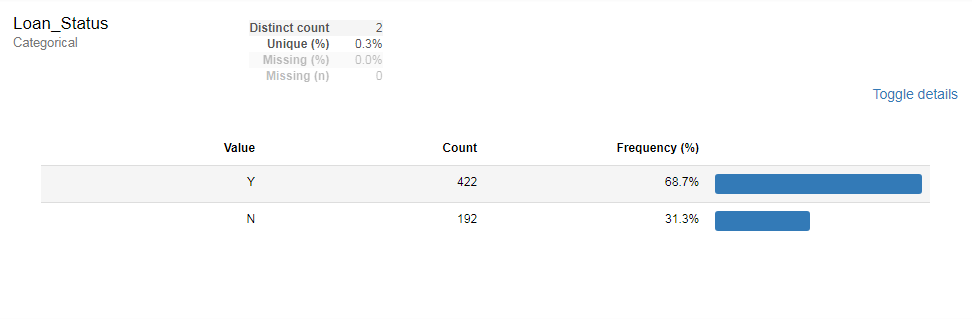 Loan_Status
Categorical
Distinct count 2
Unique (%) 0.3%
Missing (%) 0.0%
Missing (n) 0
Toggle details
Value Count Frequency (%)
Y 422 68.7%
N 192 31.3%